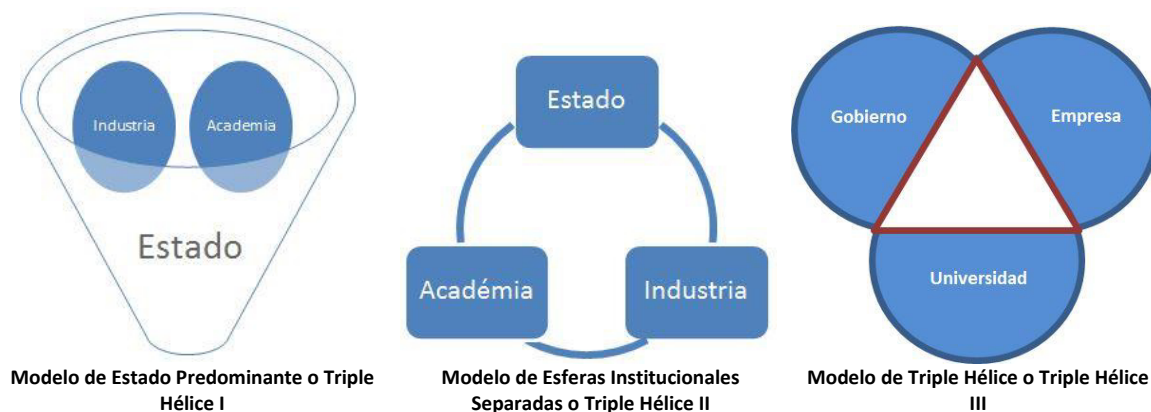 Industria
Academia
Estado
Modelo de Estado Predominante o Triple
Hélice I
Estado
Académia
Industria
Modelo de Esferas Institucionales
Separadas o Triple Hélice II
Gobierno
Empresa
Universidad
Modelo de Triple Hélice o Triple Hélice
III